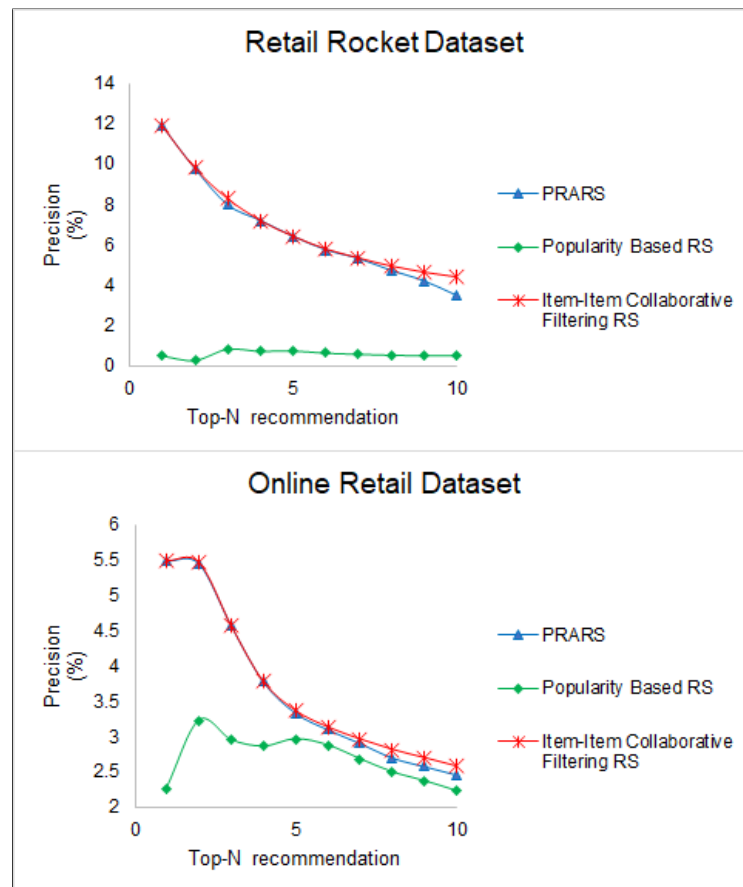 Retail Rocket Dataset
14
12
10
8
6
4
2
0
Precision
(%)
0
5
10
Top-N recommendation
PRARS
Popularity Based RS
Item-Item Collaborative
Filtering RS
Online Retail Dataset
6
5.5
5
4.5
4
3.5
3
2.5
2
Precision
(%)
0
5
10
Top-N recommendation
PRARS
Popularity Based RS
Item-Item Collaborative
Filtering RS